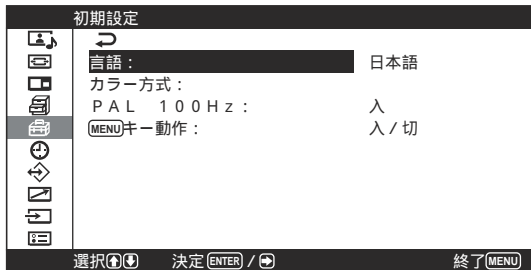 初期設定
言語： 日本語
カラー方式：
ＰＡＬ　１００Ｈｚ： 入
MENUキー動作： 入／切
選択 決定 ENTER / 終了 MENU